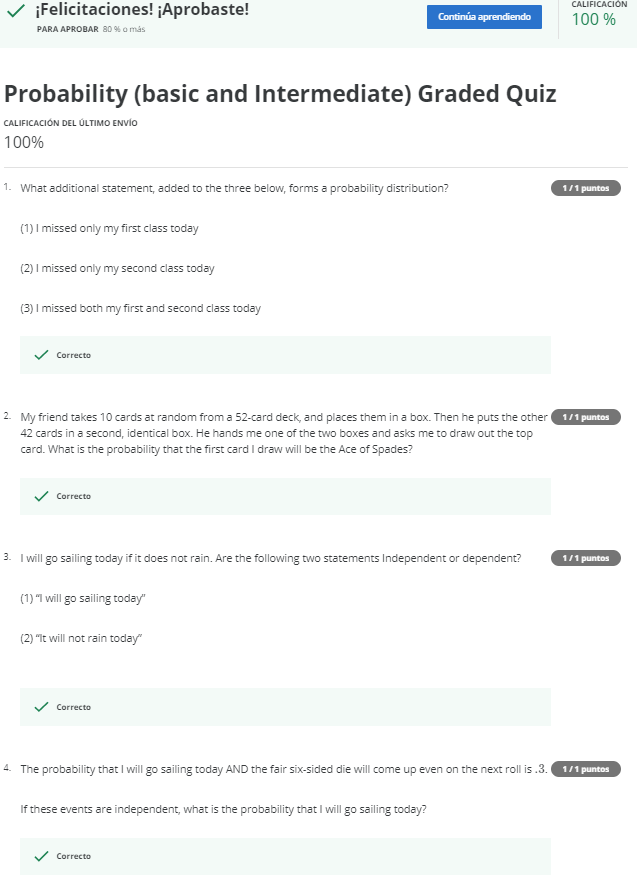 ¡Felicitaciones! ¡Aprobaste!
PARA APROBAR 80 % o más
Continúa aprendiendo
CALIFICACIÓN
100 %
Probability (basic and Intermediate) Graded Quiz
CALIFICACIÓN DEL ÚLTIMO ENVÍO
100%
1. What additional statement, added to the three below, forms a probability distribution?
1 / 1 puntos
(1) I missed only my first class today
(2) I missed only my second class today
(3) I missed both my first and second class today
Correcto
2. My friend takes 10 cards at random from a 52-card deck, and places them in a box. Then he puts the other
1 / 1 puntos
42 cards in a second, identical box. He hands me one of the two boxes and asks me to draw out the top
card. What is the probability that the first card I draw will be the Ace of Spades?
Correcto
3. I will go sailing today if it does not rain. Are the following two statements Independent or dependent?
1 / 1 puntos
(1) "I will go sailing today"
(2) "It will not rain today"
Correcto
4. The probability that I will go sailing today AND the fair six-sided die will come up even on the next roll is .3.
1 / 1 puntos
If these events are independent, what is the probability that I will go sailing today?
Correcto